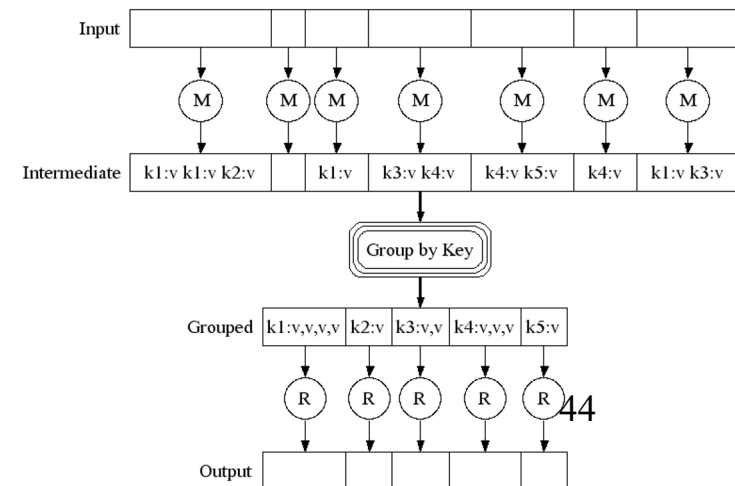 Input
M M M M M M M
Intermediate k1:v k1:v k2:v k1:v k3:v k4:v k4:v k5:v k4:v k1:v k3:v
Group by Key
Grouped k1:v,v,v,v k2:v k3:v,v k4:v,v,v k5:v
R R R R R 44
Output